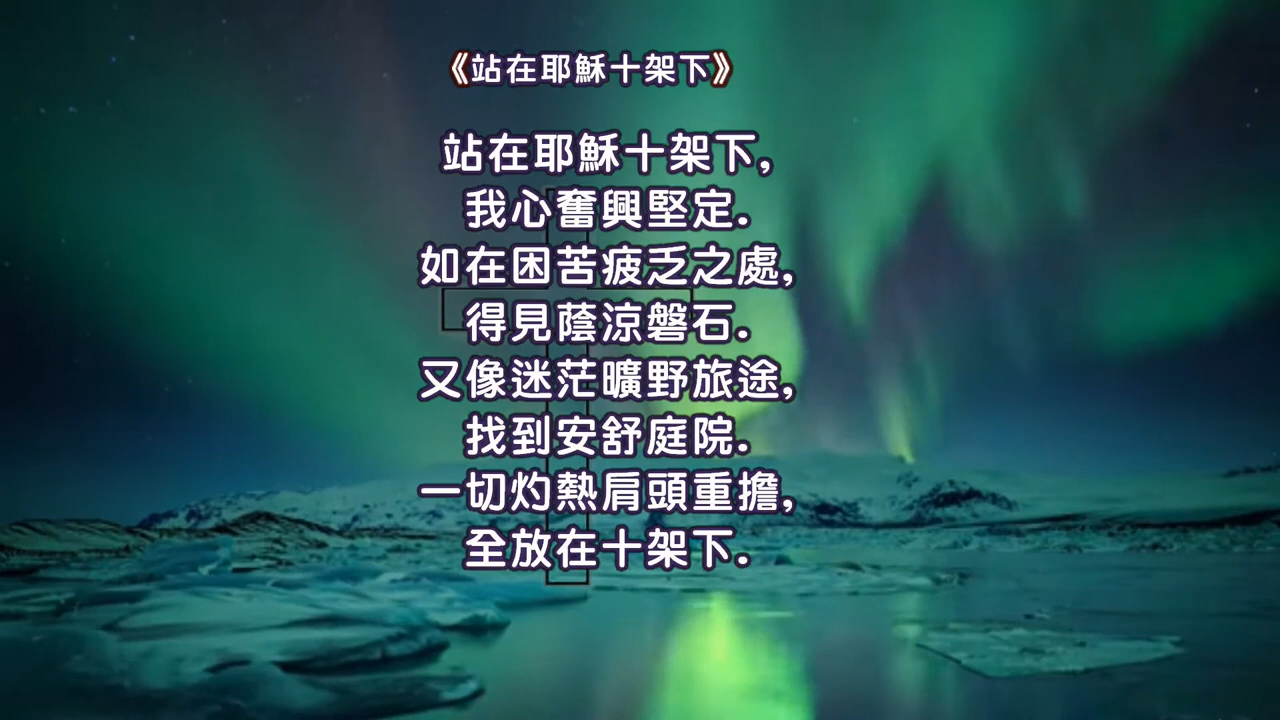 《站在耶穌十架下》
站在耶穌十架下,
我心奮興堅定.
如在困苦疲乏之處,
得見蔭涼磐石.
又像迷茫曠野旅途,
找到安舒庭院.
一切灼熱肩頭重擔,
全放在十架下.